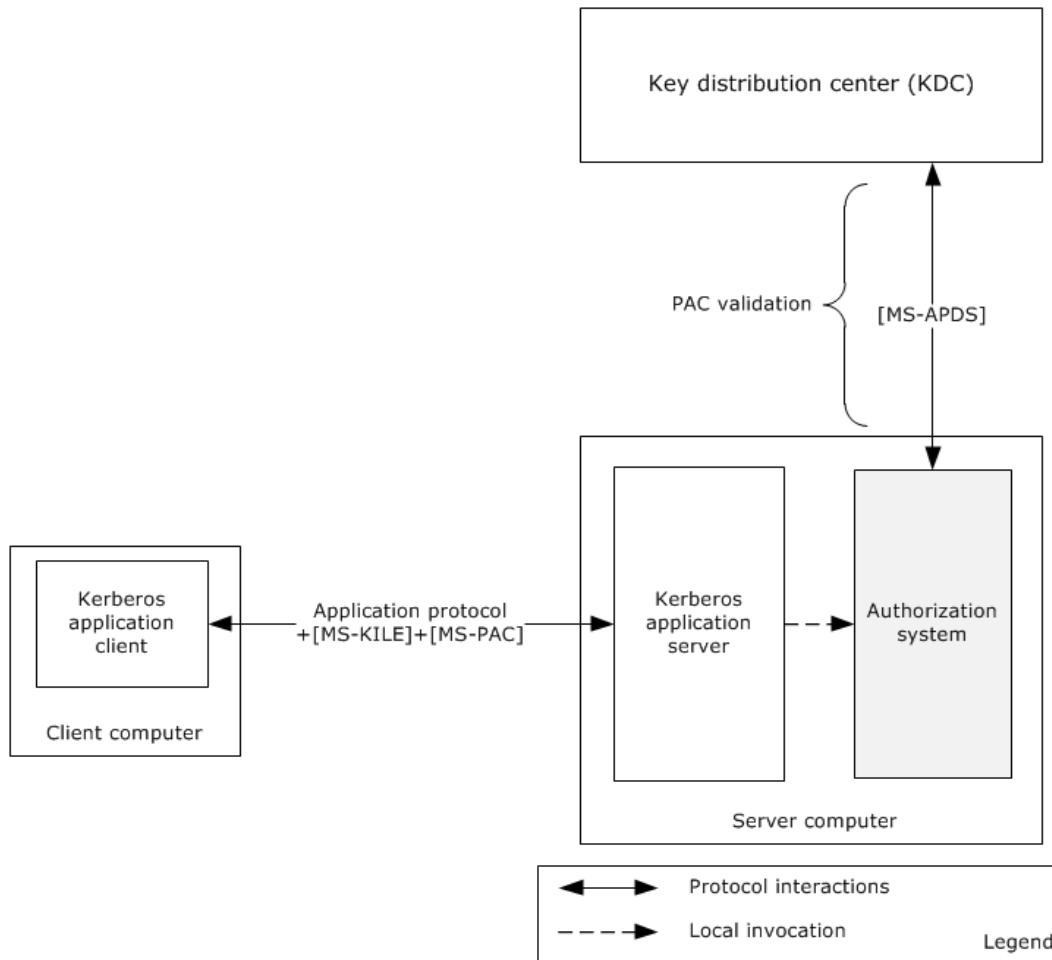 Key distribution center (KDC)
PAC validation
[MS-APDS]
Kerberos
application
client
Client computer
Application protocol
+[MS-KILE]+[MS-PAC]
Kerberos
application
server
Authorization
system
Server computer
Protocol interactions
Local invocation
Legend